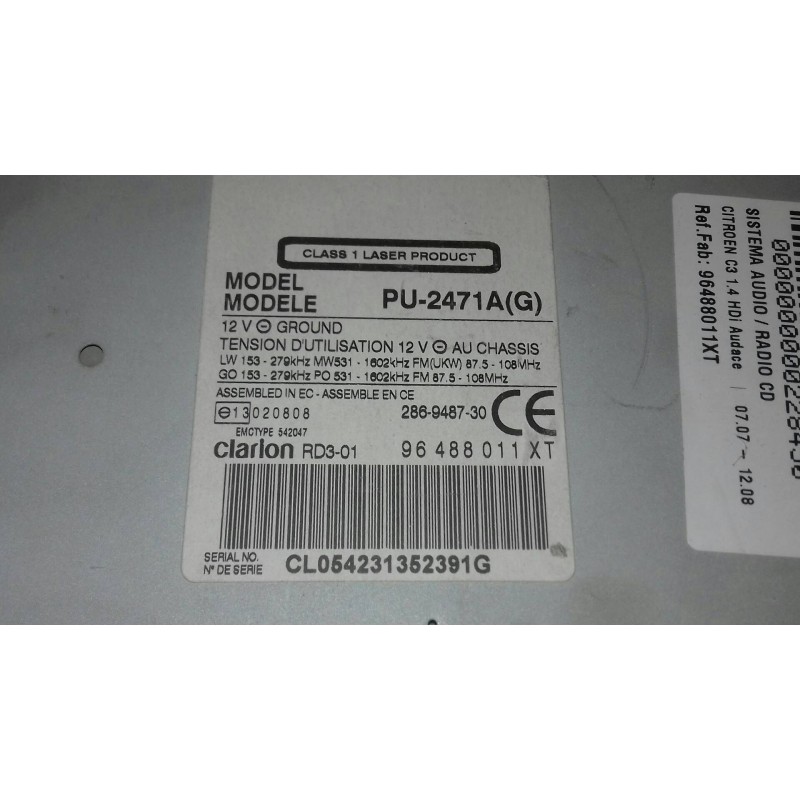 CLASS 1 LASER PRODUCT
MODEL
MODELE PU-2471A(G)
12 V ⊖ GROUND
TENSION D'UTILISATION 12 V ⊖ AU CHASSIS
LW 153 - 279kHz MW531 - 1602kHz FM(UKW) 87.5 - 108MHz
GO 153 - 279kHz PO 531 - 1602kHz FM 87.5 - 108MHz
ASSEMBLED IN EC - ASSEMBLE EN CE
⊖13 020808 286-9487-30 CE
EMCTYPE 542047
clarion RD3-01 96 488 011 XT
SERIAL NO.
N° DE SERIE CL054231352391G
SISTEMA AUDIO / RADIO CD
CITROEN C3 1.4 HDi Audace | 07.07 - 12.08
Ref.Fab: 96488011XT